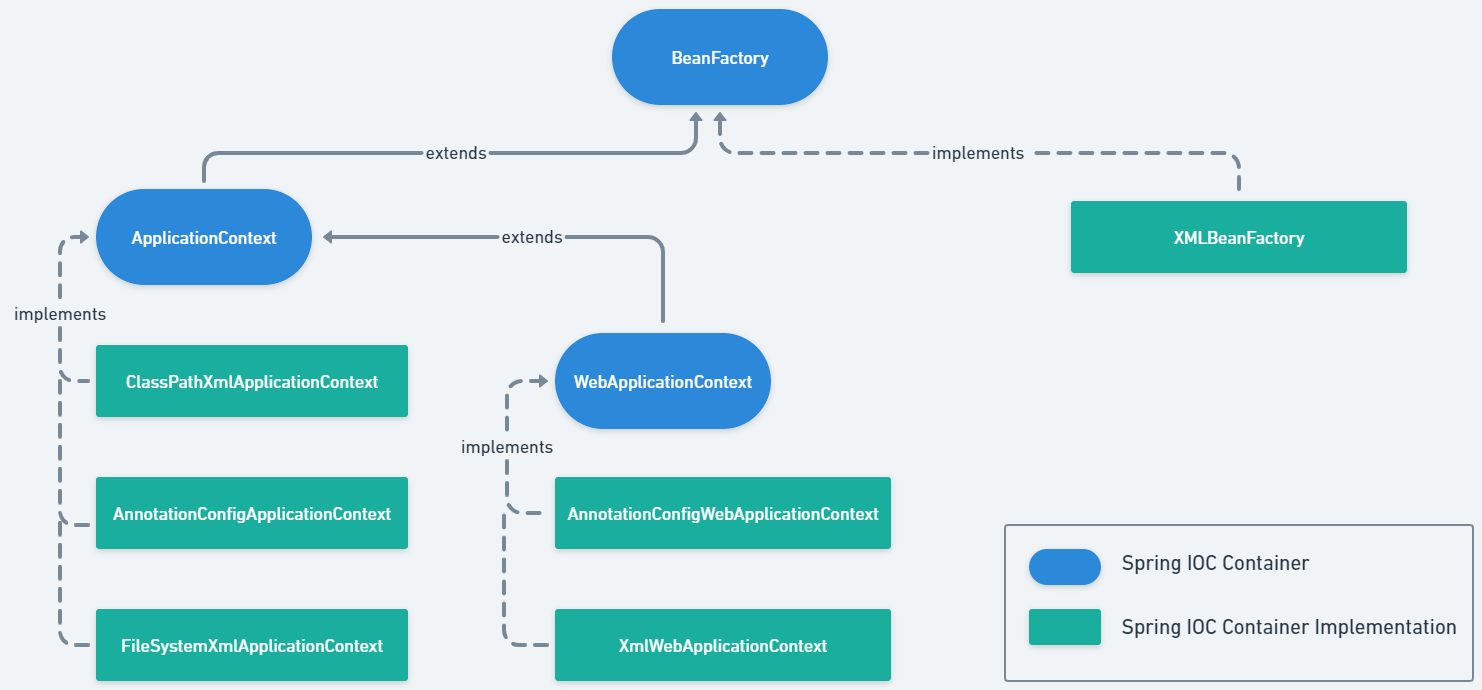 BeanFactory
extends
implements
ApplicationContext
extends
XMLBeanFactory
implements
ClassPathXmlApplicationContext
WebApplicationContext
implements
AnnotationConfigApplicationContext
AnnotationConfigWebApplicationContext
Spring IOC Container
Spring IOC Container Implementation
FileSystemXmlApplicationContext
XmlWebApplicationContext